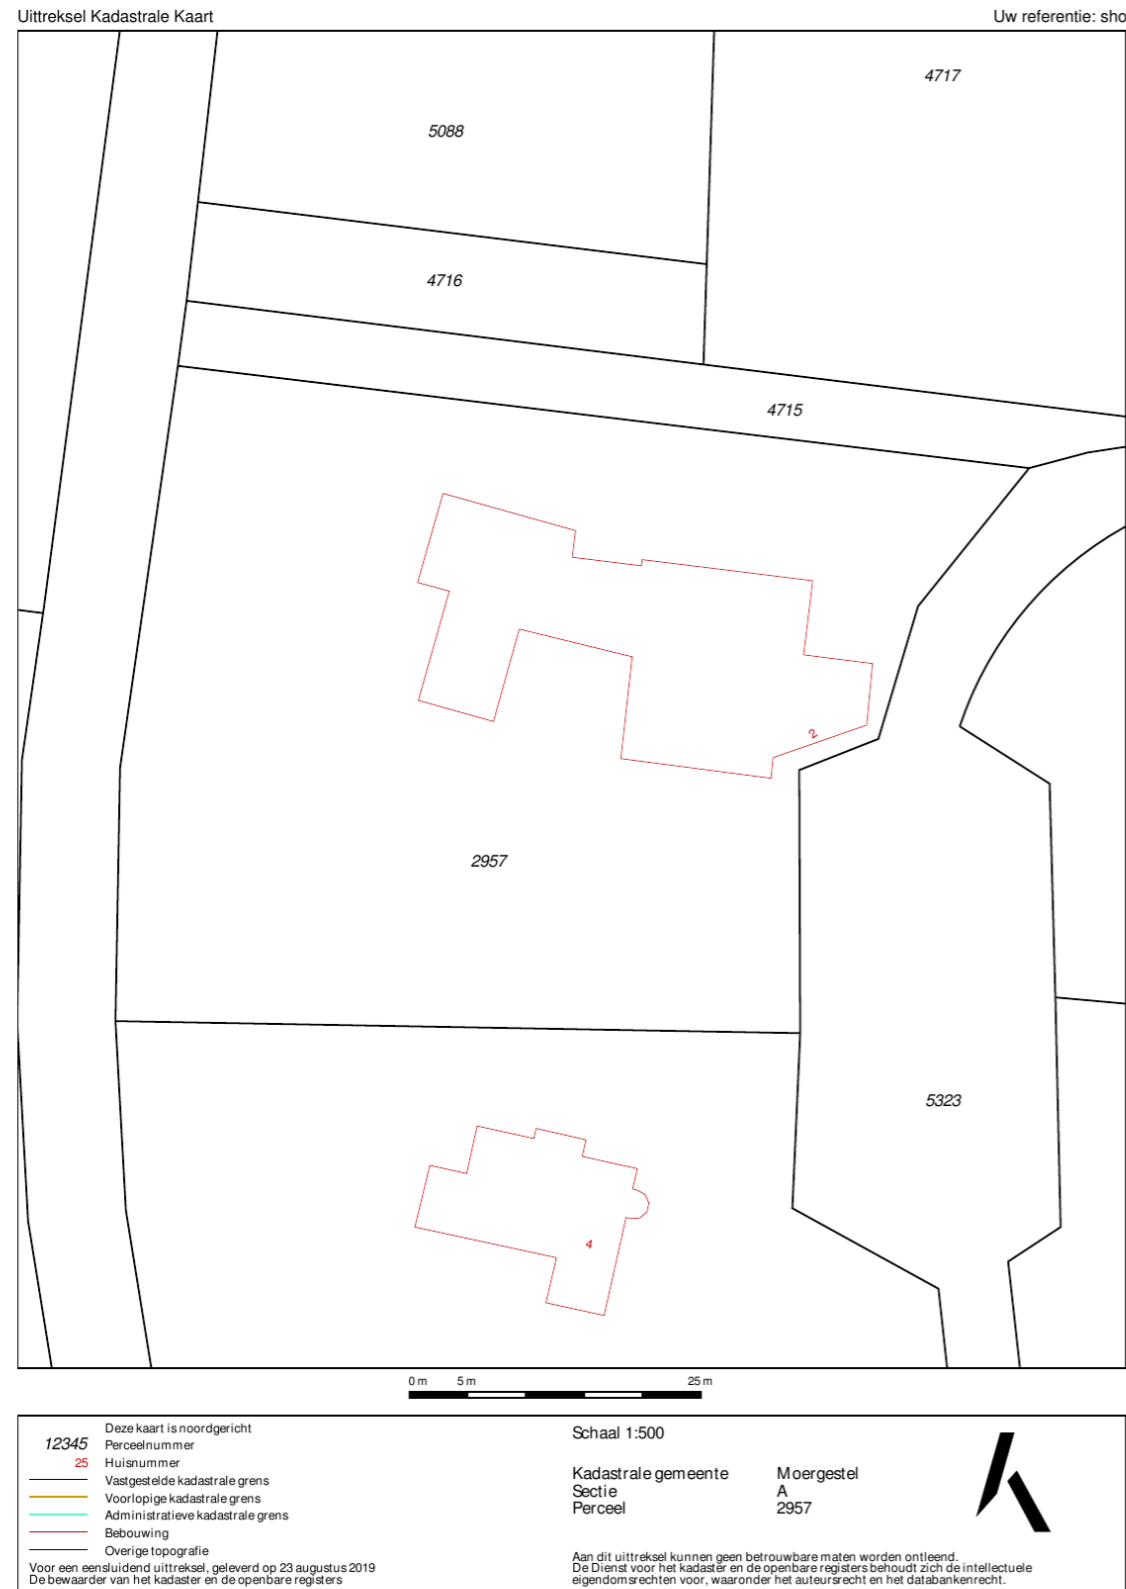 Uittreksel Kadastrale Kaart
Uw referentie: sho
4717
5088
4716
4715
2
2957
5323
4
0 m 5 m 25 m
Deze kaart is noordgericht
12345 Perceelnummer
25 Huisnummer
Vastgestelde kadastrale grens
Voorlopige kadastrale grens
Administratieve kadastrale grens
Bebouwing
Overige topografie
Voor een eensluidend uittreksel, geleverd op 23 augustus 2019
De bewaarder van het kadaster en de openbare registers
Schaal 1:500
Kadastrale gemeente Moergestel
Sectie A
Perceel 2957
Aan dit uittreksel kunnen geen betrouwbare maten worden ontleend.
De Dienst voor het kadaster en de openbare registers behoudt zich de intellectuele
eigendomsrechten voor, waaronder het auteursrecht en het databankenrecht.